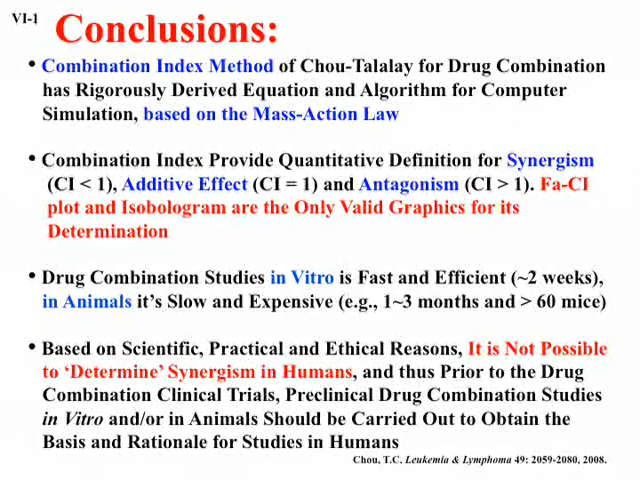 VI-1
Conclusions:
• Combination Index Method of Chou-Talalay for Drug Combination
has Rigorously Derived Equation and Algorithm for Computer
Simulation, based on the Mass-Action Law
• Combination Index Provide Quantitative Definition for Synergism
(CI < 1), Additive Effect (CI = 1) and Antagonism (CI > 1). Fa-CI
plot and Isobologram are the Only Valid Graphics for its
Determination
• Drug Combination Studies in Vitro is Fast and Efficient (~2 weeks),
in Animals it's Slow and Expensive (e.g., 1~3 months and > 60 mice)
• Based on Scientific, Practical and Ethical Reasons, It is Not Possible
to ‘Determine’ Synergism in Humans, and thus Prior to the Drug
Combination Clinical Trials, Preclinical Drug Combination Studies
in Vitro and/or in Animals Should be Carried Out to Obtain the
Basis and Rationale for Studies in Humans
Chou, T.C. Leukemia & Lymphoma 49: 2059-2080, 2008.